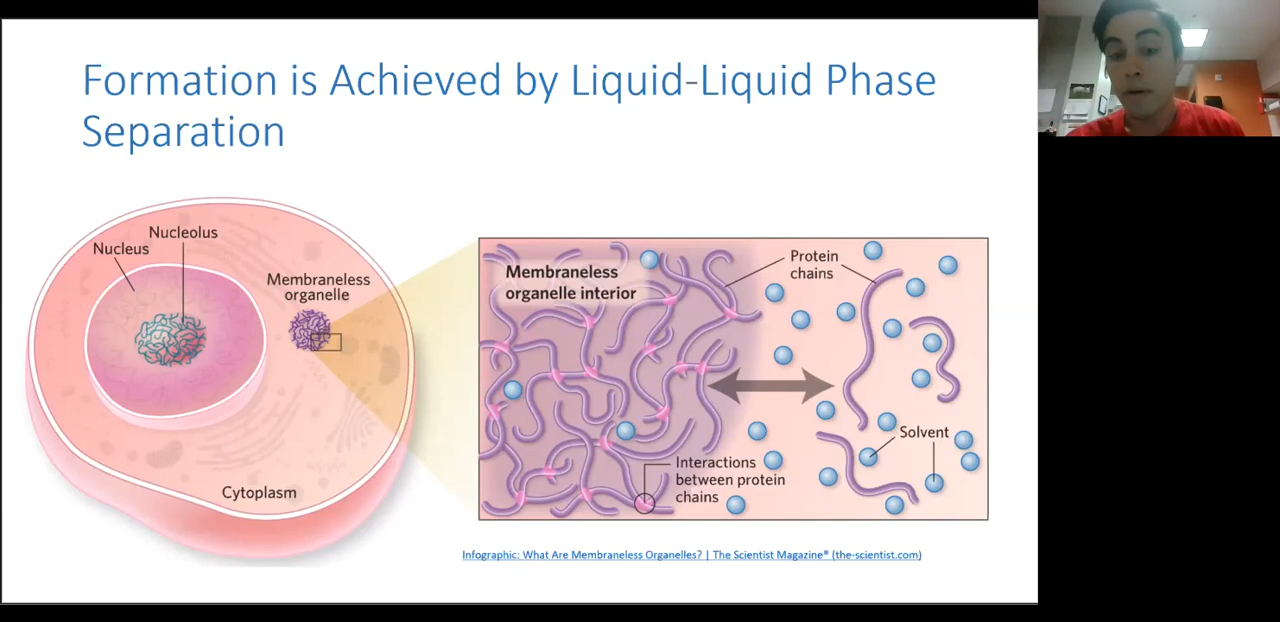 Formation is Achieved by Liquid-Liquid Phase
Separation
Nucleolus
Nucleus
Membraneless
organelle
Cytoplasm
Membraneless
organelle interior
Protein
chains
Solvent
Interactions
between protein
chains
Infographic: What Are Membraneless Organelles? | The Scientist Magazine® (the-scientist.com)